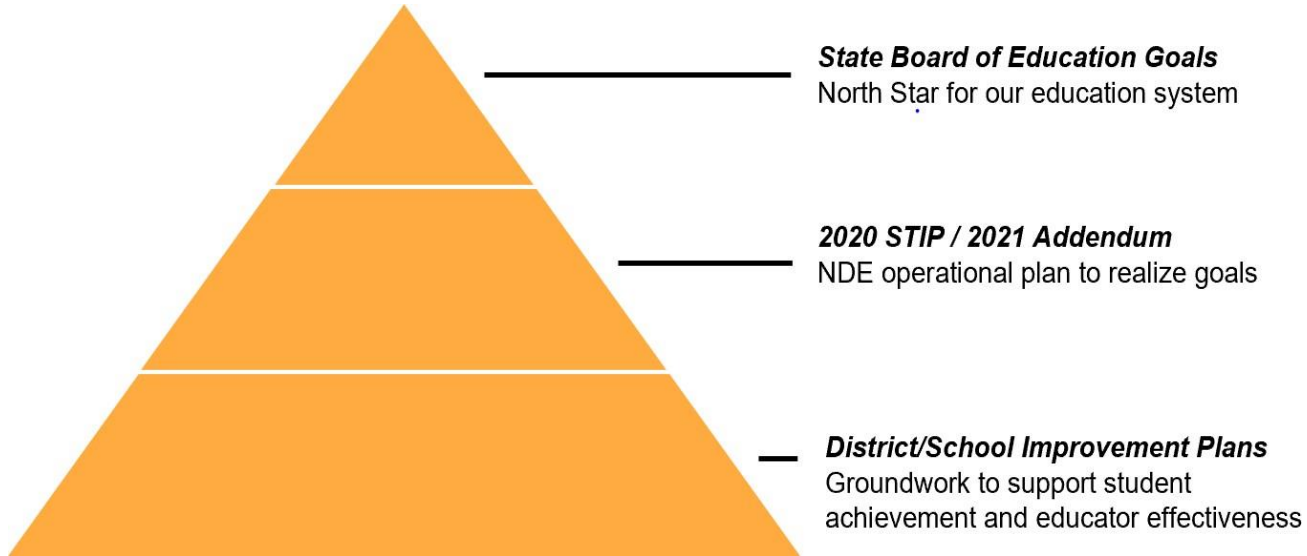 State Board of Education Goals
North Star for our education system
2020 STIP / 2021 Addendum
NDE operational plan to realize goals
District/School Improvement Plans
Groundwork to support student
achievement and educator effectiveness